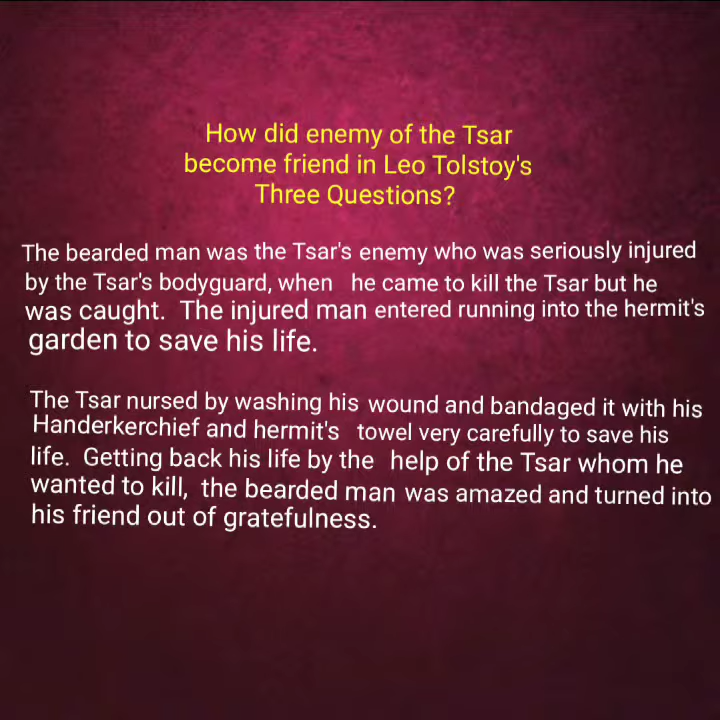 How did enemy of the Tsar
become friend in Leo Tolstoy's
Three Questions?
The bearded man was the Tsar's enemy who was seriously injured
by the Tsar's bodyguard, when he came to kill the Tsar but he
was caught. The injured man entered running into the hermit's
garden to save his life.
The Tsar nursed by washing his wound and bandaged it with his
Handerkerchief and hermit's towel very carefully to save his
life. Getting back his life by the help of the Tsar whom he
wanted to kill, the bearded man was amazed and turned into
his friend out of gratefulness.